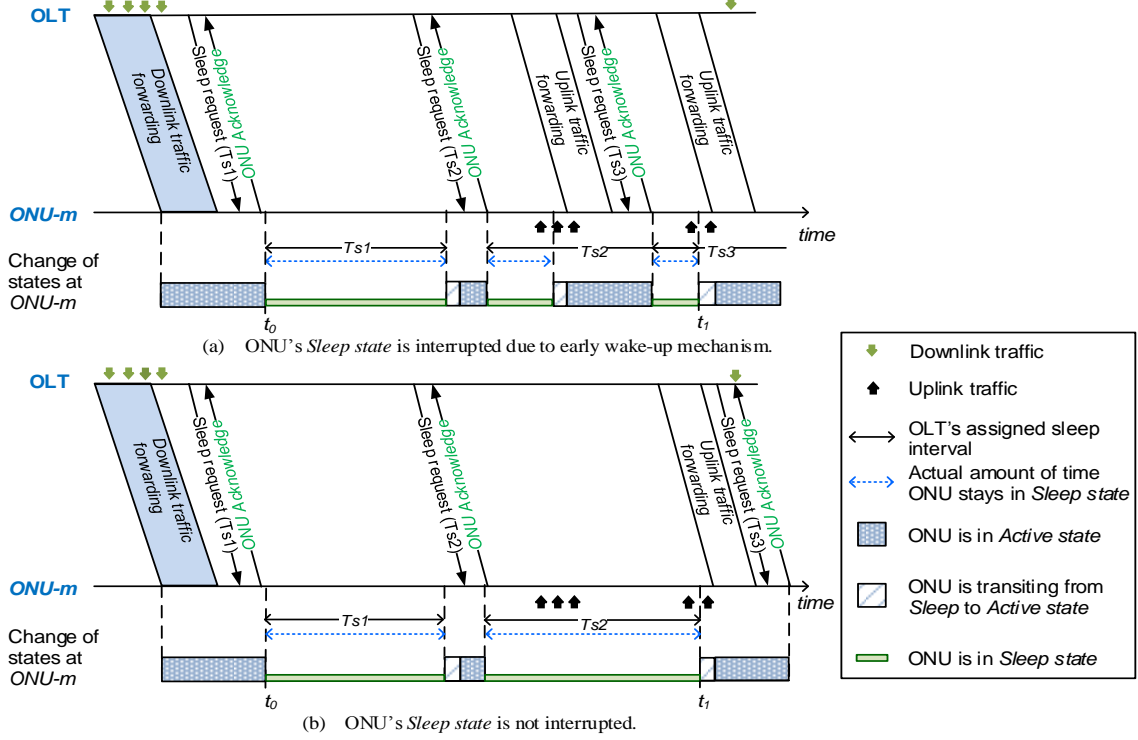 OLT
Downlink traffic
forwarding
Sleep request (Ts1)
ONU Acknowledge
Sleep request (Ts2)
ONU Acknowledge
Uplink traffic
forwarding
Sleep request (Ts3)
ONU Acknowledge
Uplink traffic
forwarding
ONU-m
time
Ts1
Ts2
Ts3
Change of
states at
ONU-m
t0
t1
(a) ONU's Sleep state is interrupted due to early wake-up mechanism.
OLT
Downlink traffic
forwarding
Sleep request (Ts1)
ONU Acknowledge
Sleep request (Ts2)
ONU Acknowledge
Uplink traffic
forwarding
Sleep request (Ts3)
ONU Acknowledge
ONU-m
time
Ts1
Ts2
Change of
states at
ONU-m
t0
t1
(b) ONU's Sleep state is not interrupted.
Downlink traffic
Uplink traffic
OLT's assigned sleep
interval
Actual amount of time
ONU stays in Sleep state
ONU is in Active state
ONU is transiting from
Sleep to Active state
ONU is in Sleep state